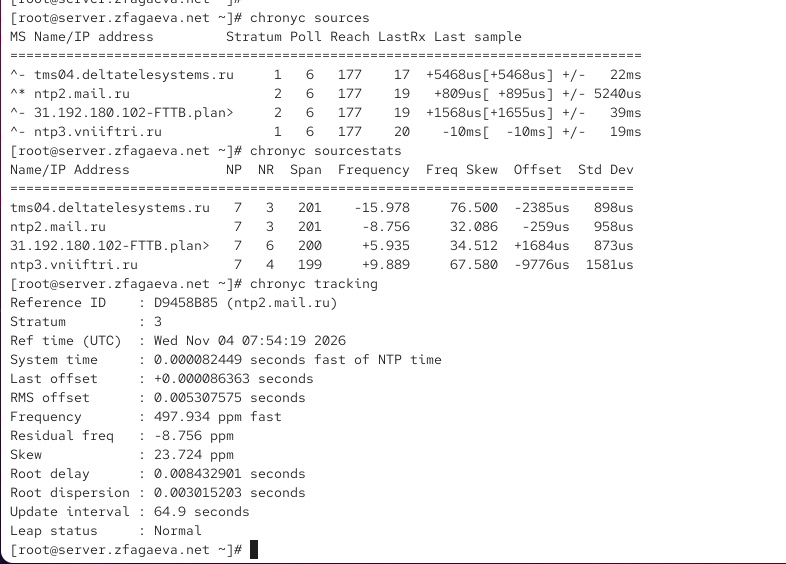 [root@server.zfagaeva.net ~]#
[root@server.zfagaeva.net ~]# chronyc sources
MS Name/IP address         Stratum Poll Reach LastRx Last sample
===============================================================================
^- tms04.deltatelesystems.ru     1   6   177    17  +5468us[+5468us] +/-   22ms
^* ntp2.mail.ru                  2   6   177    19   +809us[ +895us] +/- 5240us
^- 31.192.180.102-FTTB.plan>     2   6   177    19  +1568us[+1655us] +/-   39ms
^- ntp3.vniiftri.ru              1   6   177    20    -10ms[  -10ms] +/-   19ms
[root@server.zfagaeva.net ~]# chronyc sourcestats
Name/IP Address            NP  NR  Span  Frequency  Freq Skew  Offset  Std Dev
==============================================================================
tms04.deltatelesystems.ru   7   3   201    -15.978     76.500  -2385us   898us
ntp2.mail.ru                7   3   201     -8.756     32.086   -259us   958us
31.192.180.102-FTTB.plan>   7   6   200     +5.935     34.512  +1684us   873us
ntp3.vniiftri.ru            7   4   199     +9.889     67.580  -9776us  1581us
[root@server.zfagaeva.net ~]# chronyc tracking
Reference ID    : D9458B85 (ntp2.mail.ru)
Stratum         : 3
Ref time (UTC)  : Wed Nov 04 07:54:19 2026
System time     : 0.000082449 seconds fast of NTP time
Last offset     : +0.000086363 seconds
RMS offset      : 0.005307575 seconds
Frequency       : 497.934 ppm fast
Residual freq   : -8.756 ppm
Skew            : 23.724 ppm
Root delay      : 0.008432901 seconds
Root dispersion : 0.003015203 seconds
Update interval : 64.9 seconds
Leap status     : Normal
[root@server.zfagaeva.net ~]#